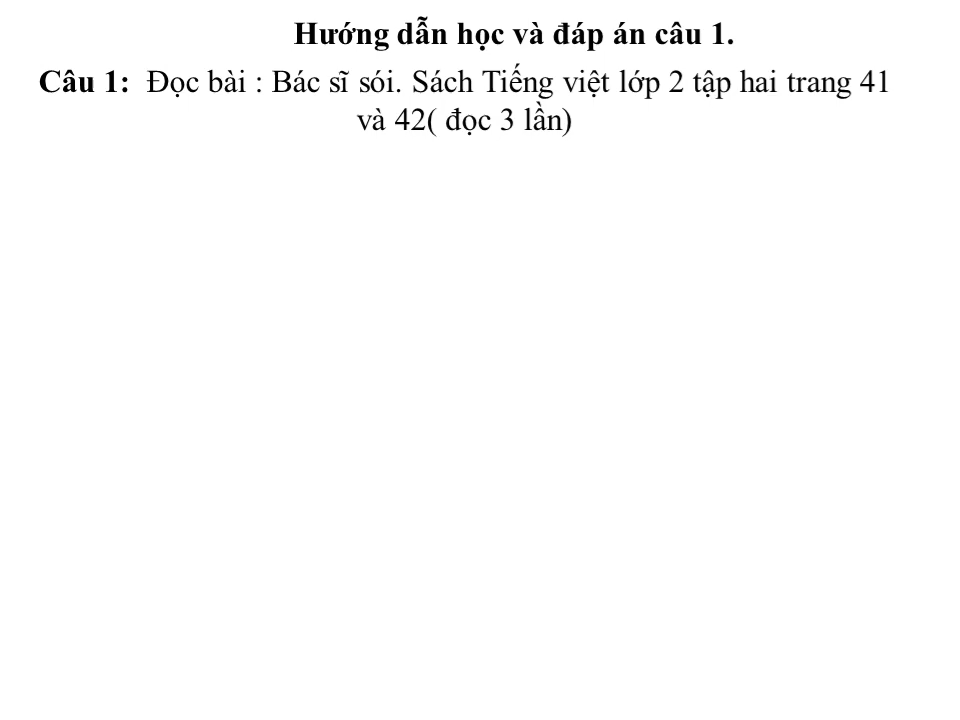 Hướng dẫn học và đáp án câu 1.
Câu 1: Đọc bài : Bác sĩ sói. Sách Tiếng việt lớp 2 tập hai trang 41
và 42( đọc 3 lần)